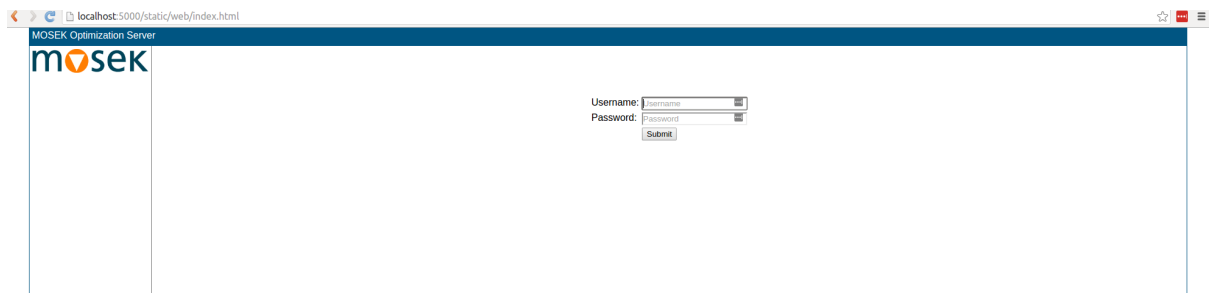 localhost:5000/static/web/index.html
MOSEK Optimization Server
mosek
Username: Username
Password: Password
Submit